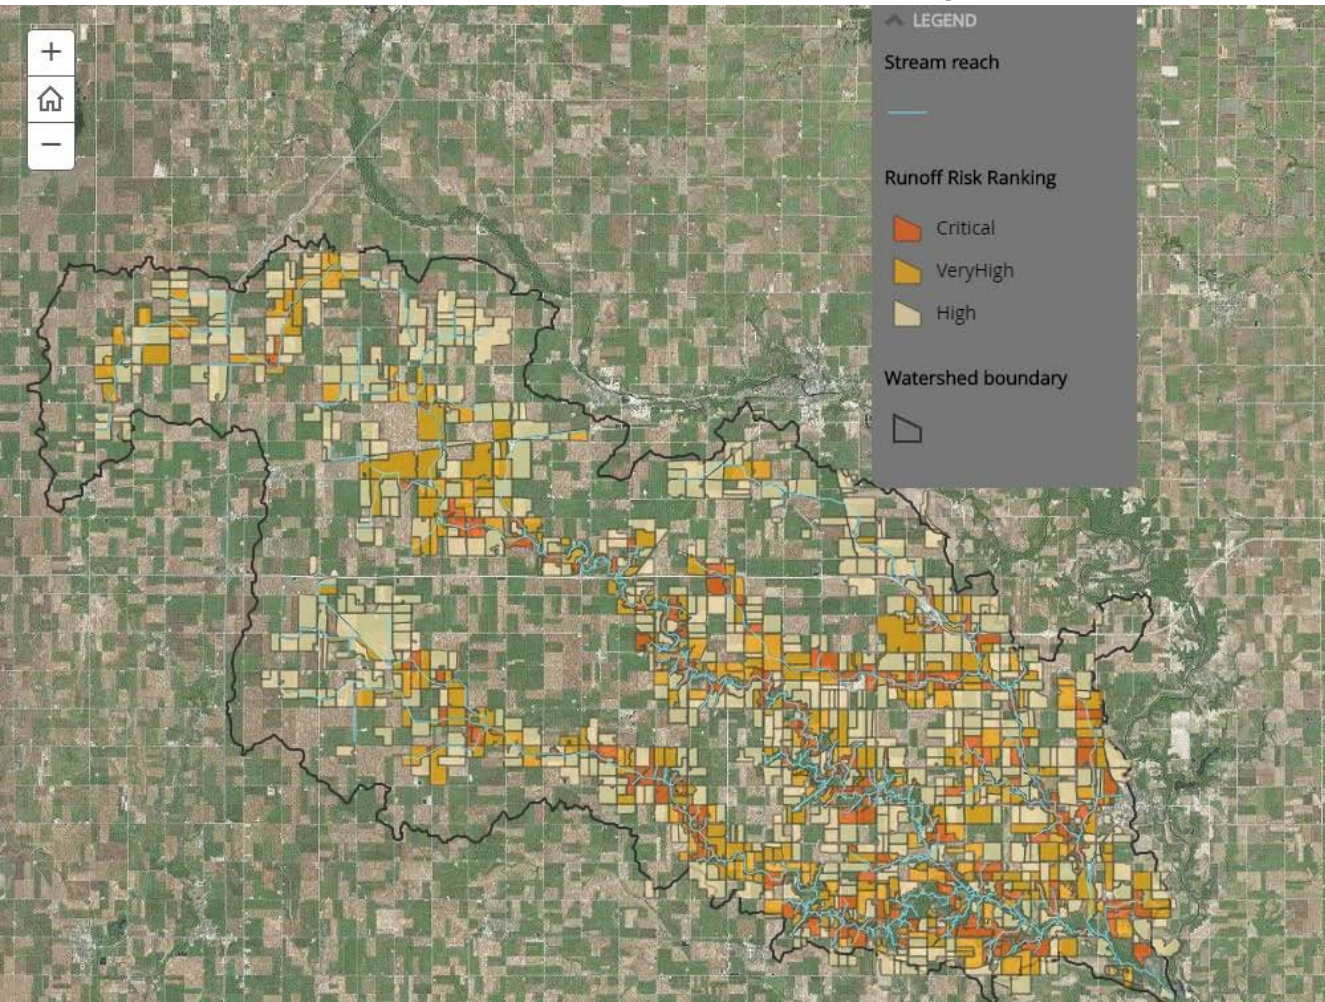 LEGEND
Stream reach
Runoff Risk Ranking
Critical
VeryHigh
High
Watershed boundary